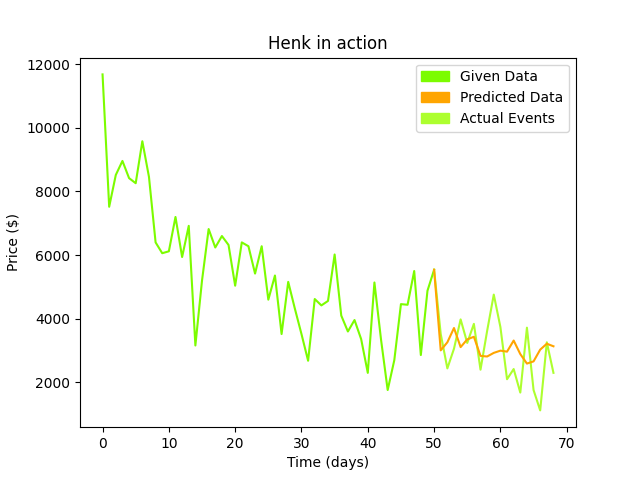 Henk in action
Given Data
Predicted Data
Actual Events
12000
10000
8000
6000
4000
2000
Price ($)
0 10 20 30 40 50 60 70
Time (days)